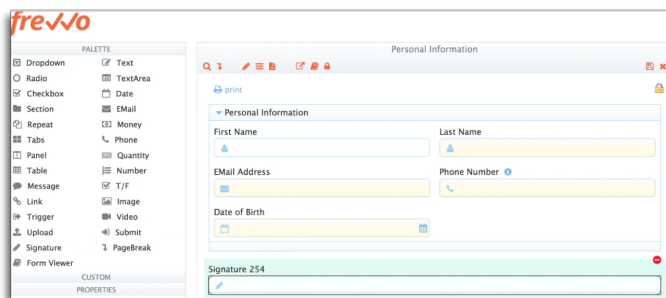 frevvo
PALETTE
Dropdown Text
Radio TextArea
Checkbox Date
Section EMail
Repeat Money
Tabs Phone
Panel Quantity
Table Number
Message T/F
Link Image
Trigger Video
Upload Submit
Signature PageBreak
Form Viewer
CUSTOM
PROPERTIES
Personal Information
print
Personal Information
First Name Last Name
EMail Address Phone Number
Date of Birth
Signature 254